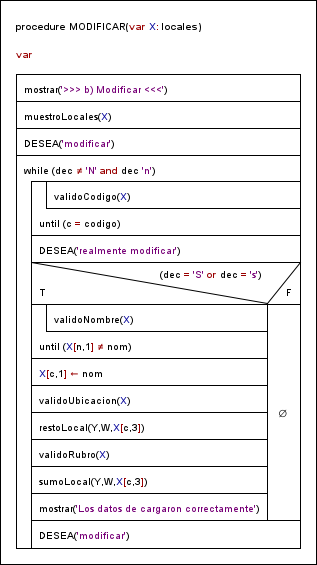 procedure MODIFICAR(var X: locales)
var
mostrar('>>> b) Modificar <<<')
muestroLocales(X)
DESEA('modificar')
while (dec ≠ 'N' and dec 'n')
validoCodigo(X)
until (c = codigo)
DESEA('realmente modificar')
(dec = 'S' or dec = 's')
T F
validoNombre(X)
until (X[n,1] ≠ nom)
X[c,1] ← nom
validoUbicacion(X)
restoLocal(Y,W,X[c,3])
validoRubro(X)
sumoLocal(Y,W,X[c,3])
mostrar('Los datos de cargaron correctamente')
∅
DESEA('modificar')